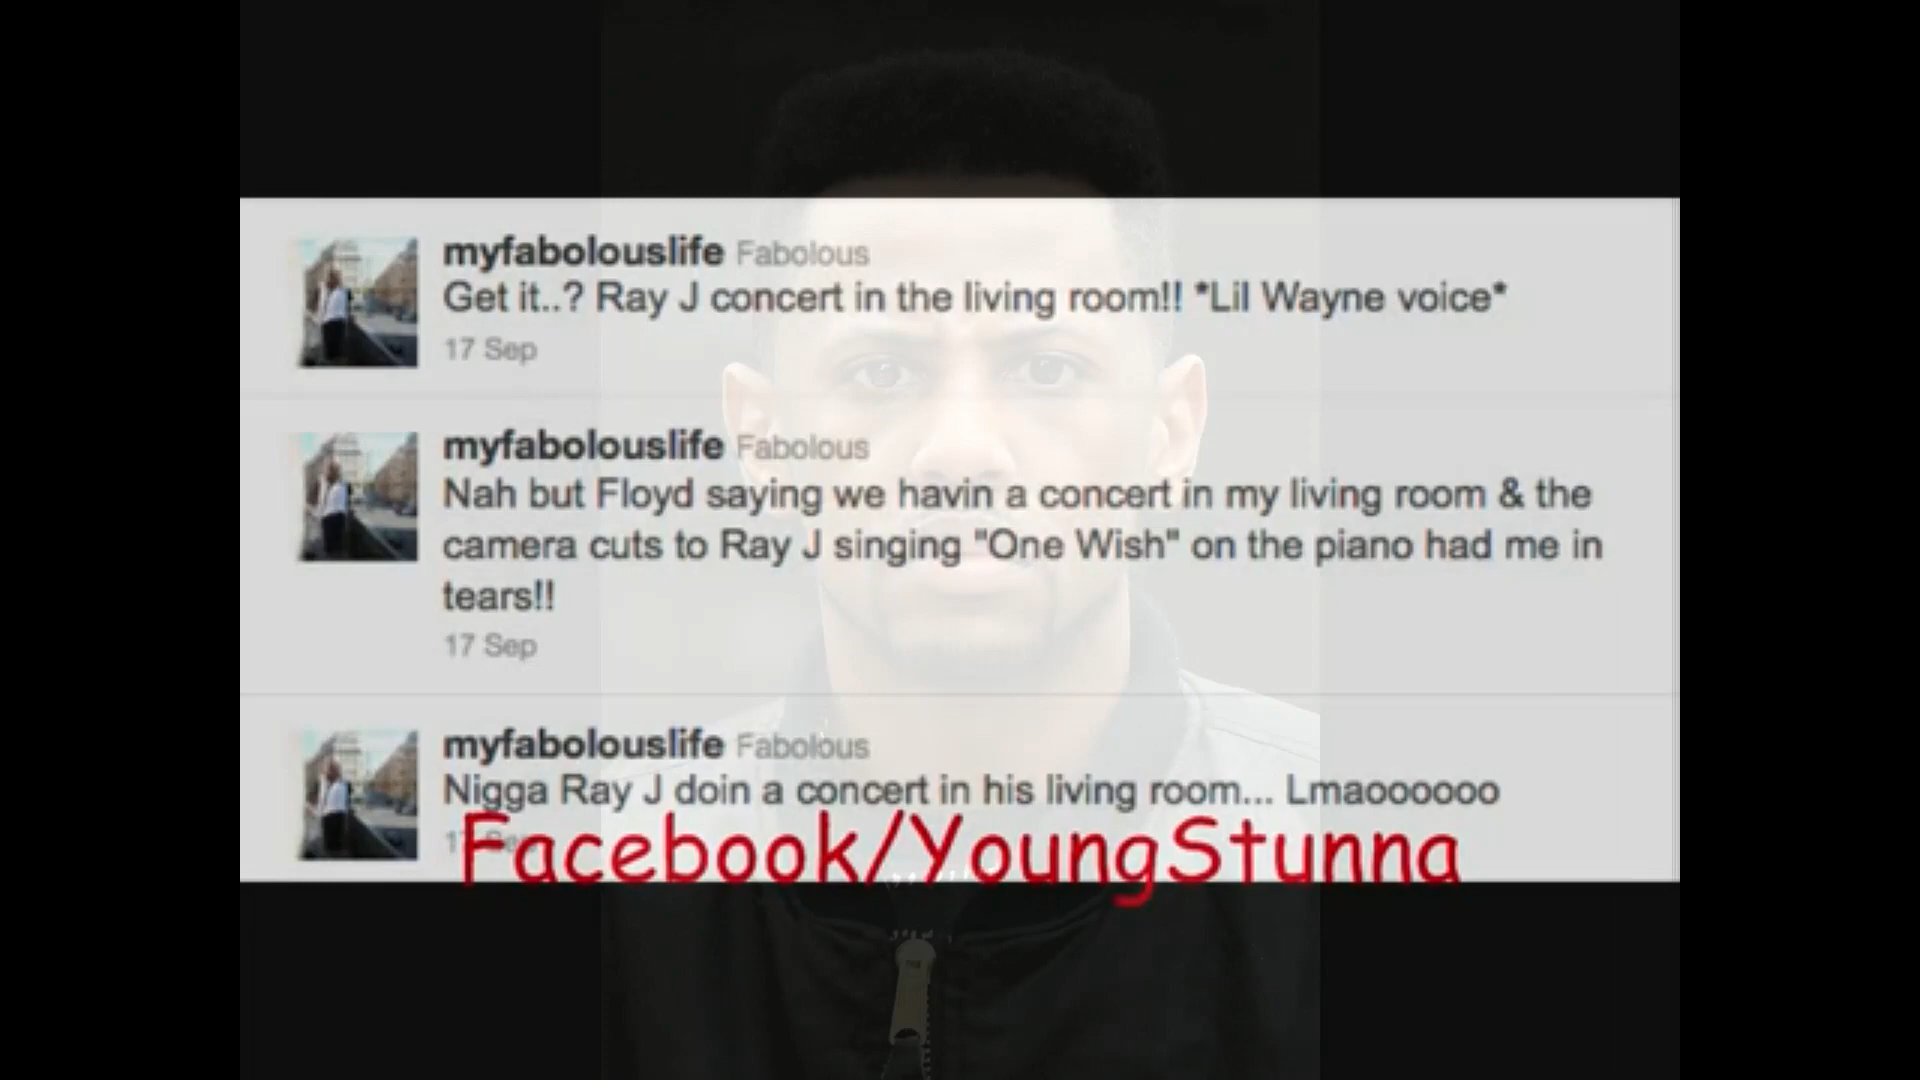 myfabolouslife Fabolous
Get it..? Ray J concert in the living room!! *Lil Wayne voice*
17 Sep
myfabolouslife Fabolous
Nah but Floyd saying we havin a concert in my living room & the
camera cuts to Ray J singing "One Wish" on the piano had me in
tears!!
17 Sep
myfabolouslife Fabolous
Nigga Ray J doin a concert in his living room... Lmaoooooo
17 Sep
Facebook/YoungStunna